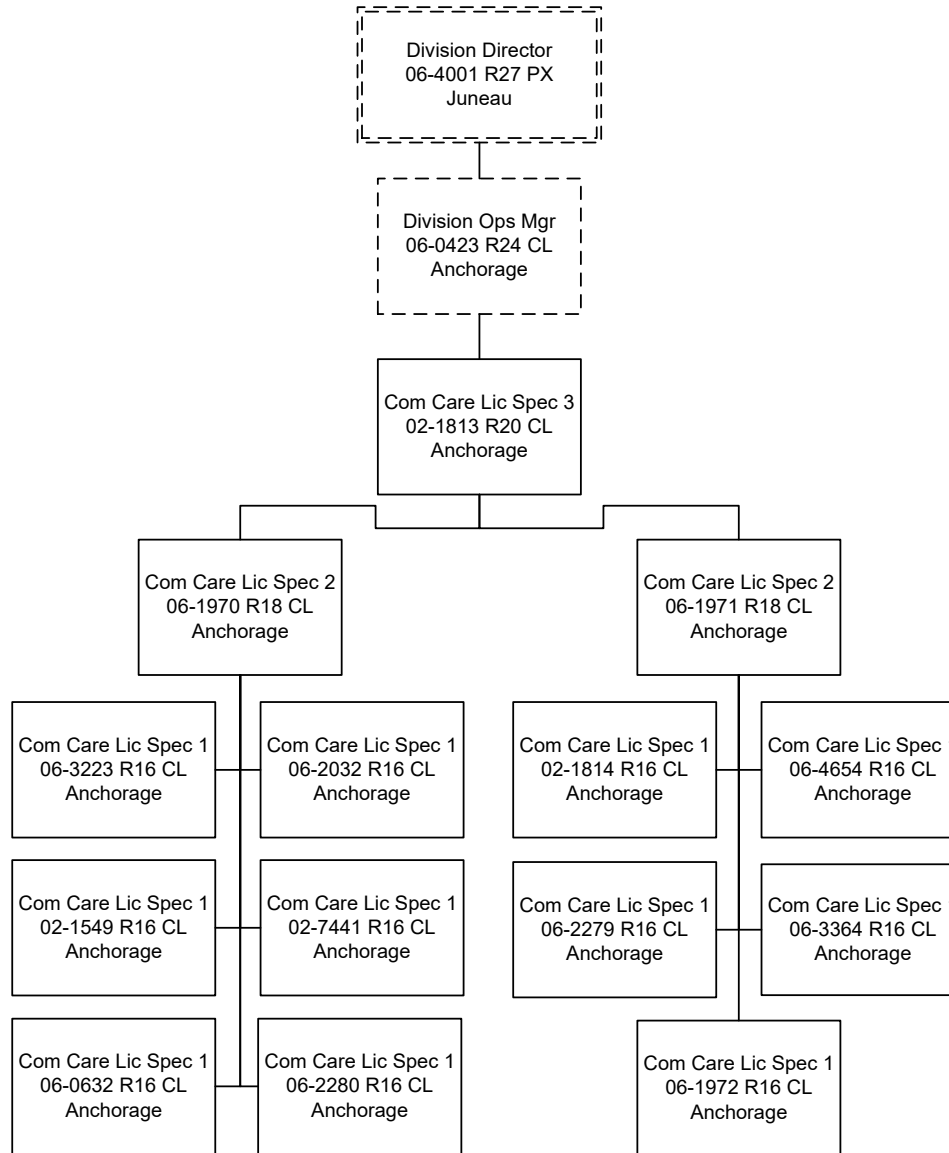 Division Director
06-4001 R27 PX
Juneau
Division Ops Mgr
06-0423 R24 CL
Anchorage
Com Care Lic Spec 3
02-1813 R20 CL
Anchorage
Com Care Lic Spec 2
06-1970 R18 CL
Anchorage
Com Care Lic Spec 2
06-1971 R18 CL
Anchorage
Com Care Lic Spec 1
06-3223 R16 CL
Anchorage
Com Care Lic Spec 1
06-2032 R16 CL
Anchorage
Com Care Lic Spec 1
02-1814 R16 CL
Anchorage
Com Care Lic Spec
06-4654 R16 CL
Anchorage
Com Care Lic Spec 1
02-1549 R16 CL
Anchorage
Com Care Lic Spec 1
02-7441 R16 CL
Anchorage
Com Care Lic Spec 1
06-2279 R16 CL
Anchorage
Com Care Lic Spec
06-3364 R16 CL
Anchorage
Com Care Lic Spec 1
06-0632 R16 CL
Anchorage
Com Care Lic Spec 1
06-2280 R16 CL
Anchorage
Com Care Lic Spec 1
06-1972 R16 CL
Anchorage